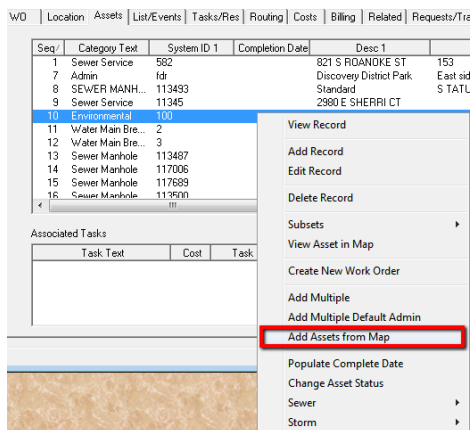 WO | Location Assets | List/Events | Tasks/Res | Routing | Costs | Billing | Related | Requests/Tra
Seq/ Category Text System ID 1 Completion Date Desc 1
1 Sewer Service 582 821 S ROANOKE ST 153
7 Admin fdr Discovery District Park East sid
8 SEWER MANH... 113493 Standard S TATU
9 Sewer Service 11345 2980 E SHERRI CT
10 Environmental 100
11 Water Main Bre... 2
12 Water Main Bre... 3
13 Sewer Manhole 113487
14 Sewer Manhole 117006
15 Sewer Manhole 117689
16 Sewer Manhole 113500
Associated Tasks
Task Text Cost Task
View Record
Add Record
Edit Record
Delete Record
Subsets
View Asset in Map
Create New Work Order
Add Multiple
Add Multiple Default Admin
Add Assets from Map
Populate Complete Date
Change Asset Status
Sewer
Storm